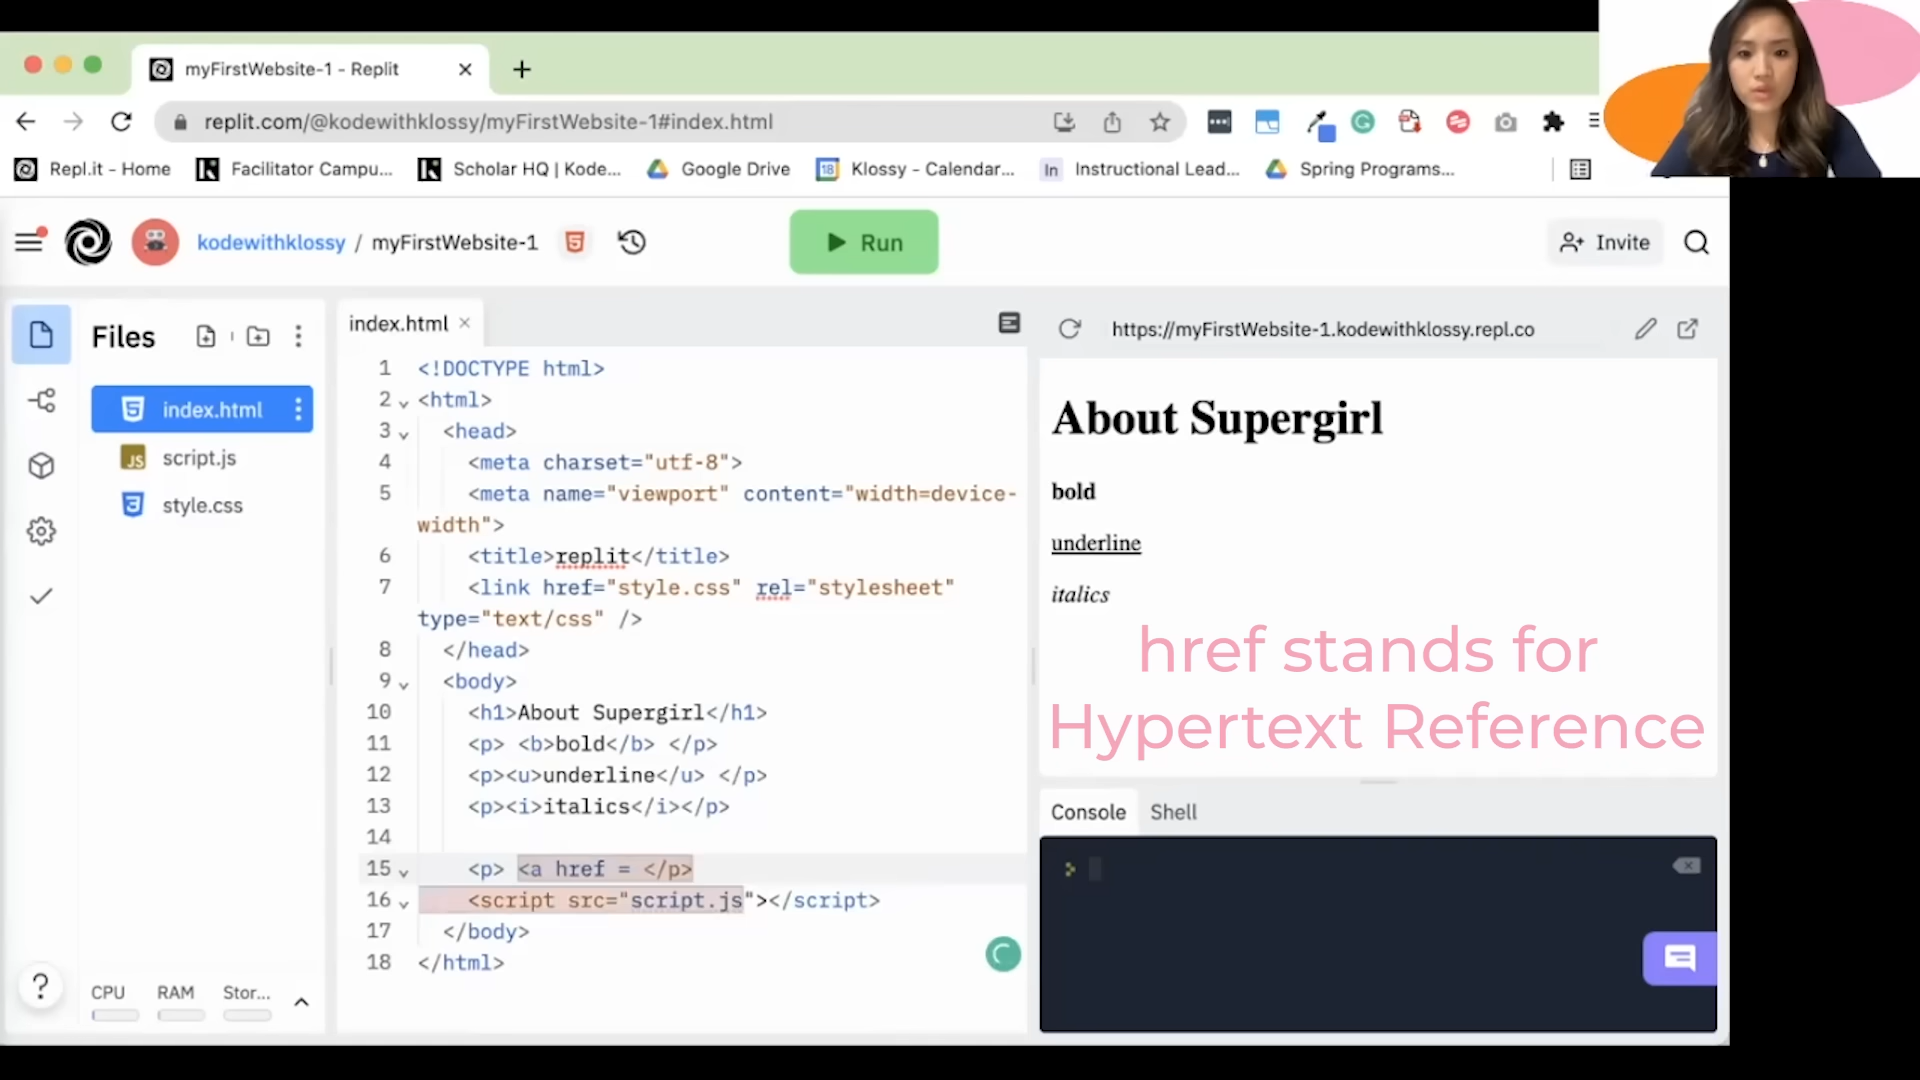 myFirstWebsite-1 - Replit
replit.com/@kodewithklossy/myFirstWebsite-1#index.html
Repl.it - Home
Facilitator Campu...
Scholar HQ | Kode...
Google Drive
18
Klossy - Calendar...
In
Instructional Lead...
Spring Programs...
kodewithklossy / myFirstWebsite-1
5
Run
Invite
Files
index.html
JS script.js
style.css
index.html
1 <!DOCTYPE html>
2 <html>
3 <head>
4 <meta charset="utf-8">
5 <meta name="viewport" content="width=device-
width">
6 <title>replit</title>
7 <link href="style.css" rel="stylesheet"
type="text/css" />
8 </head>
9 <body>
10 <h1>About Supergirl</h1>
11 <p> <b>bold</b> </p>
12 <p><u>underline</u> </p>
13 <p><i>italics</i></p>
14
15 <p> <a href = </p>
16 <script src="script.js"></script>
17 </body>
18 </html>
CPU
RAM
Stor...
https://myFirstWebsite-1.kodewithklossy.repl.co
About Supergirl
bold
underline
italics
href stands for
Hypertext Reference
Console
Shell